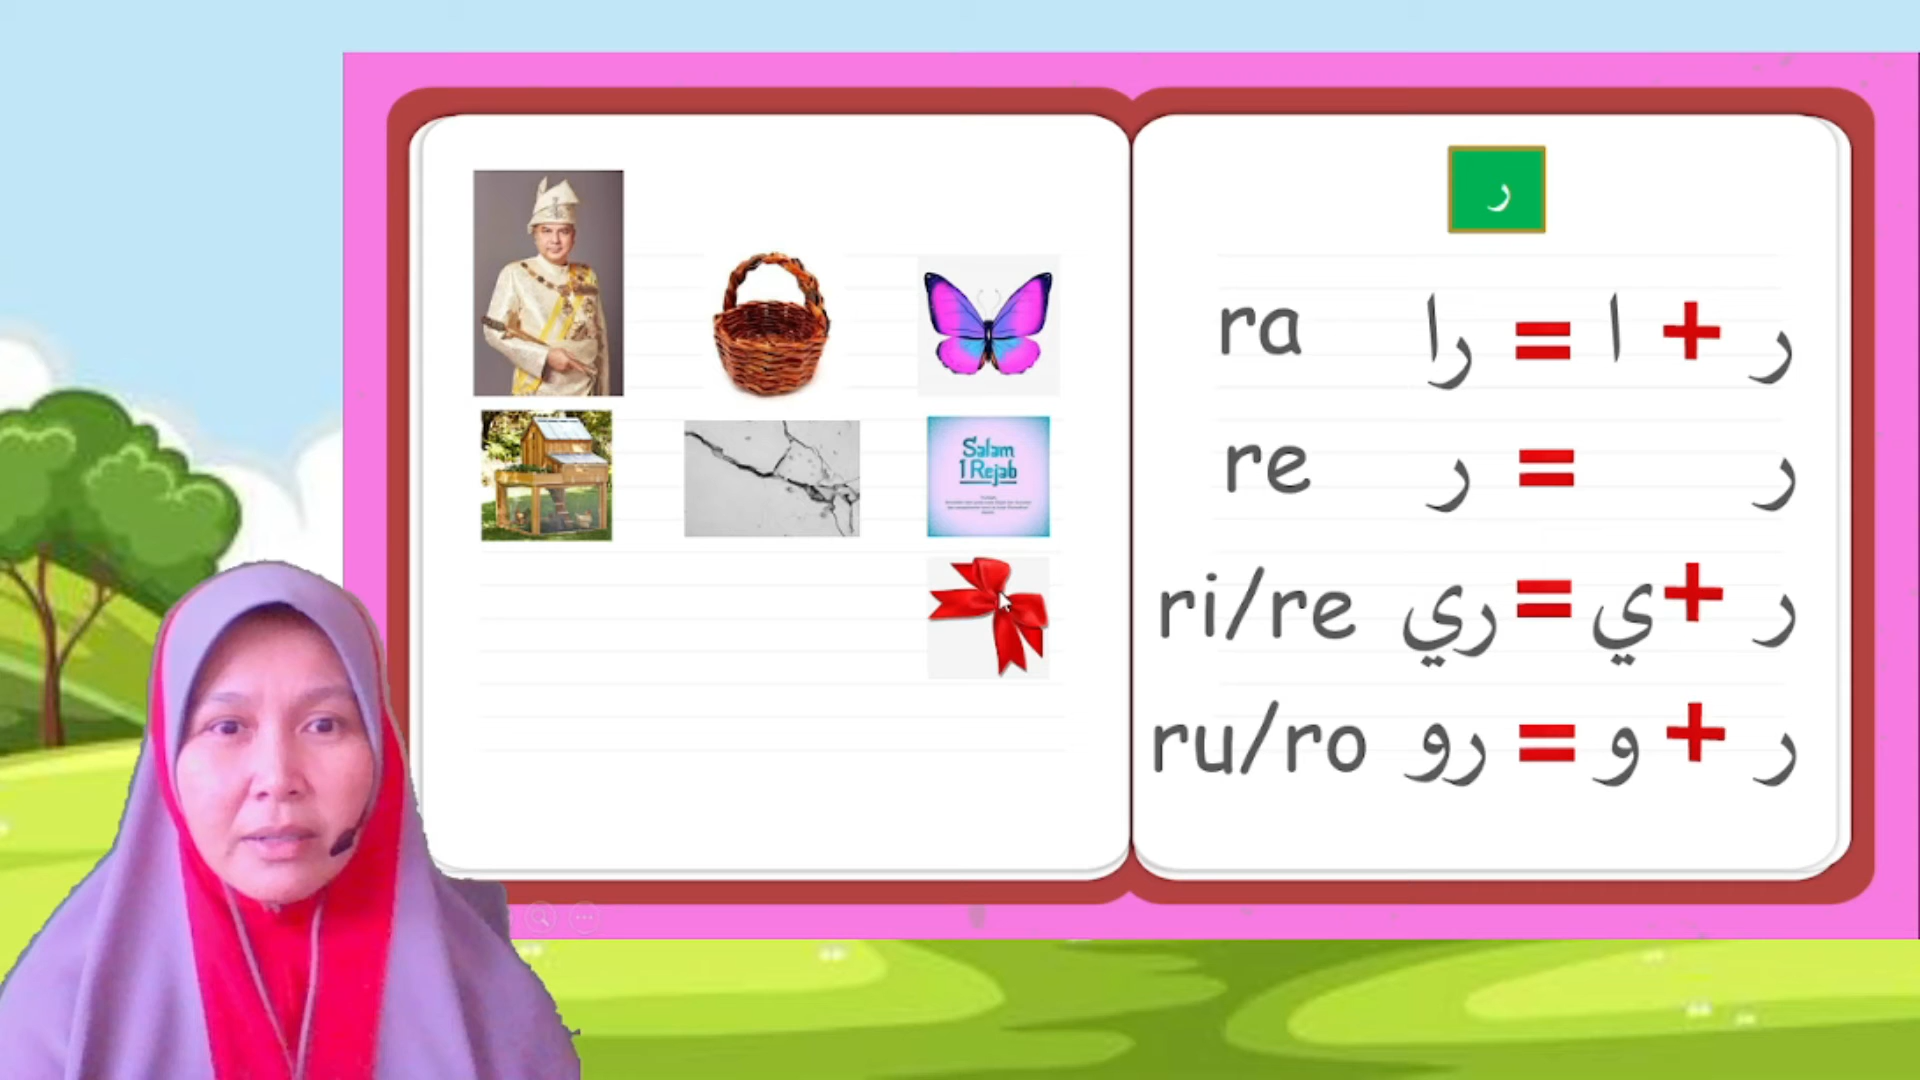 Salam
1 Rejab
ر
ra را = ا + ر
re ر = ر
ri/re ري = ي + ر
ru/ro رو = و + ر